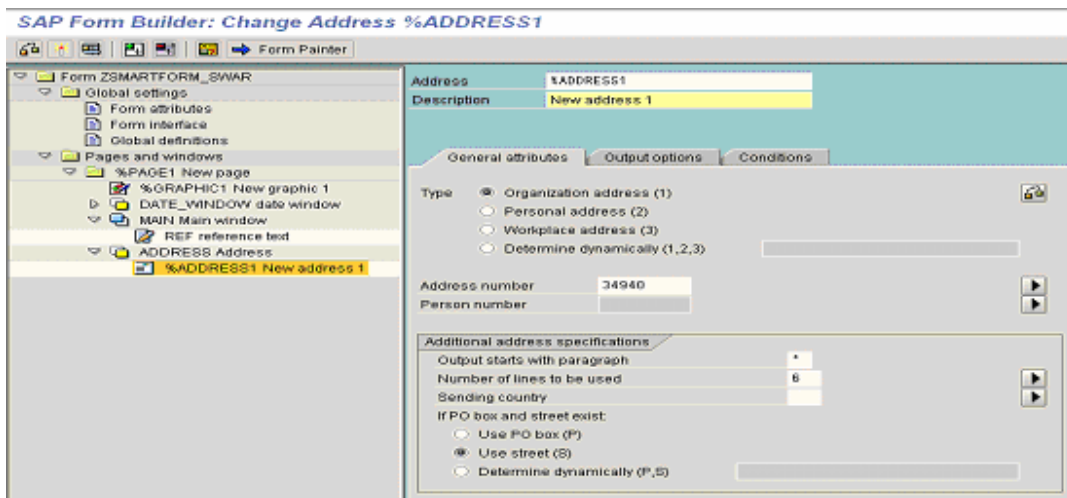 SAP Form Builder: Change Address %ADDRESS1
Form Painter
Form ZSMARTFORM_SWAR
Global settings
Form attributes
Form interface
Global definitions
Pages and windows
%PAGE1 New page
%GRAPHIC1 New graphic 1
DATE_WINDOW date window
MAIN Main window
REF reference text
ADDRESS Address
%ADDRESS1 New address 1
Address %ADDRESS1
Description New address 1
General attributes Output options Conditions
Type Organization address (1)
Personal address (2)
Workplace address (3)
Determine dynamically (1,2,3)
Address number 34940
Person number
Additional address specifications
Output starts with paragraph *
Number of lines to be used 6
Sending country
If PO box and street exist:
Use PO box (P)
Use street (S)
Determine dynamically (P,S)